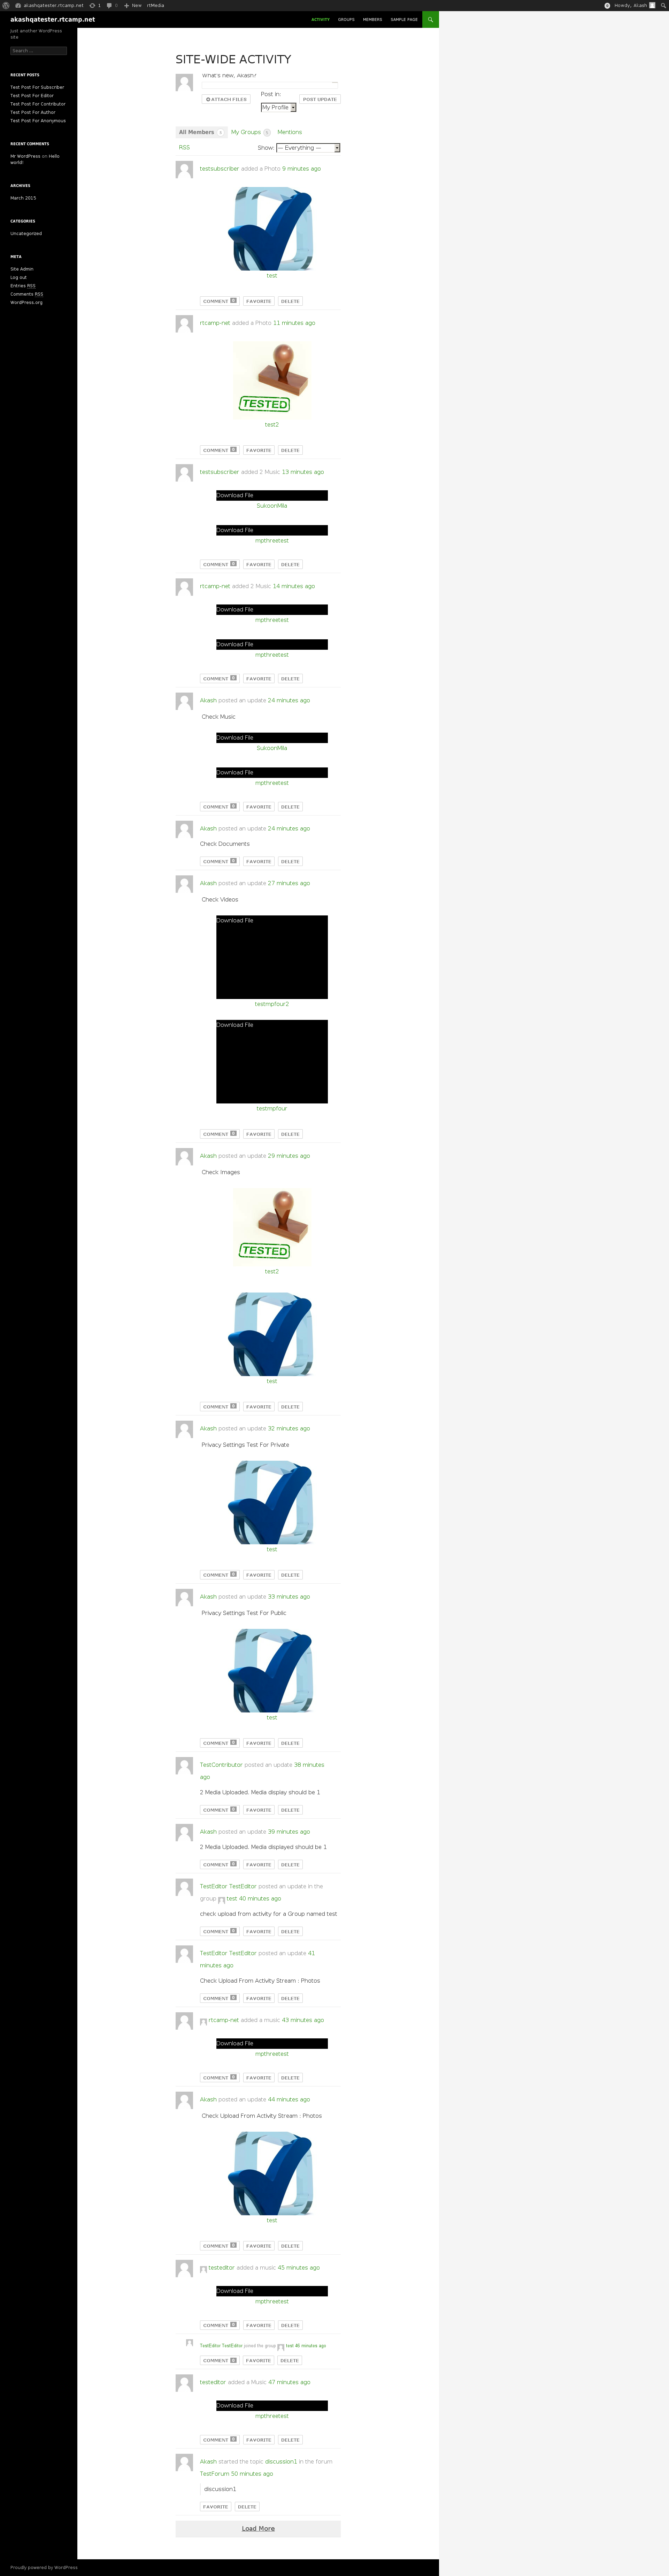 akashqatester.rtcamp.net 1 0 New rtMedia
Howdy, Akash
akashqatester.rtcamp.net
ACTIVITY GROUPS MEMBERS SAMPLE PAGE
Just another WordPress
site
Search ...
RECENT POSTS
Test Post For Subscriber
Test Post For Editor
Test Post For Contributor
Test Post For Author
Test Post For Anonymous
RECENT COMMENTS
Mr WordPress on Hello
world!
ARCHIVES
March 2015
CATEGORIES
Uncategorized
META
Site Admin
Log out
Entries RSS
Comments RSS
WordPress.org
SITE-WIDE ACTIVITY
What's new, Akash?
ATTACH FILES
Post in:
My Profile
POST UPDATE
All Members
My Groups
Mentions
RSS
Show: — Everything —
testsubscriber added a Photo 9 minutes ago
test
COMMENT 0 FAVORITE DELETE
rtcamp-net added a Photo 11 minutes ago
TESTED
test2
COMMENT 0 FAVORITE DELETE
testsubscriber added 2 Music 13 minutes ago
Download File
SukoonMila
Download File
mpthreetest
COMMENT 0 FAVORITE DELETE
rtcamp-net added 2 Music 14 minutes ago
Download File
mpthreetest
Download File
mpthreetest
COMMENT 0 FAVORITE DELETE
Akash posted an update 24 minutes ago
Check Music
Download File
SukoonMila
Download File
mpthreetest
COMMENT 0 FAVORITE DELETE
Akash posted an update 24 minutes ago
Check Documents
COMMENT 0 FAVORITE DELETE
Akash posted an update 27 minutes ago
Check Videos
Download File
testmpfour2
Download File
testmpfour
COMMENT 0 FAVORITE DELETE
Akash posted an update 29 minutes ago
Check Images
TESTED
test2
test
COMMENT 0 FAVORITE DELETE
Akash posted an update 32 minutes ago
Privacy Settings Test For Private
test
COMMENT 0 FAVORITE DELETE
Akash posted an update 33 minutes ago
Privacy Settings Test For Public
test
COMMENT 0 FAVORITE DELETE
TestContributor posted an update 38 minutes
ago
2 Media Uploaded. Media display should be 1
COMMENT 0 FAVORITE DELETE
Akash posted an update 39 minutes ago
2 Media Uploaded. Media displayed should be 1
COMMENT 0 FAVORITE DELETE
TestEditor TestEditor posted an update in the
group test 40 minutes ago
check upload from activity for a Group named test
COMMENT 0 FAVORITE DELETE
TestEditor TestEditor posted an update 41
minutes ago
Check Upload From Activity Stream : Photos
COMMENT 0 FAVORITE DELETE
rtcamp-net added a music 43 minutes ago
Download File
mpthreetest
COMMENT 0 FAVORITE DELETE
Akash posted an update 44 minutes ago
Check Upload From Activity Stream : Photos
test
COMMENT 0 FAVORITE DELETE
testeditor added a music 45 minutes ago
Download File
mpthreetest
COMMENT 0 FAVORITE DELETE
TestEditor TestEditor joined the group test 46 minutes ago
COMMENT 0 FAVORITE DELETE
testeditor added a Music 47 minutes ago
Download File
mpthreetest
COMMENT 0 FAVORITE DELETE
Akash started the topic discussion1 in the forum
TestForum 50 minutes ago
discussion1
FAVORITE DELETE
Load More
Proudly powered by WordPress